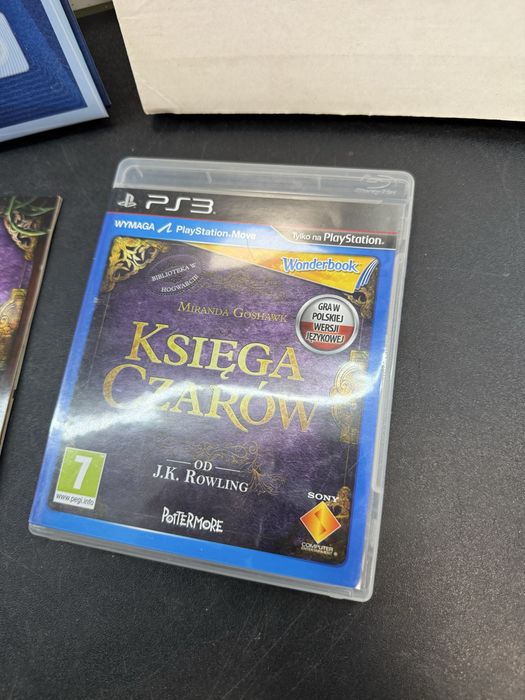 PS3
WYMAGA PlayStation.Move
Tylko na PlayStation.
Wonderbook
BIBLIOTEKA W
HOGWARCIE
MIRANDA GOSHAWK
GRA W
POLSKIEJ
WERSJI
JĘZYKOWEJ
KSIĘGA
CZARÓW
OD
J.K. ROWLING
7
www.pegi.info
POTTERMORE
SONY
COMPUTER
ENTERTAINMENT